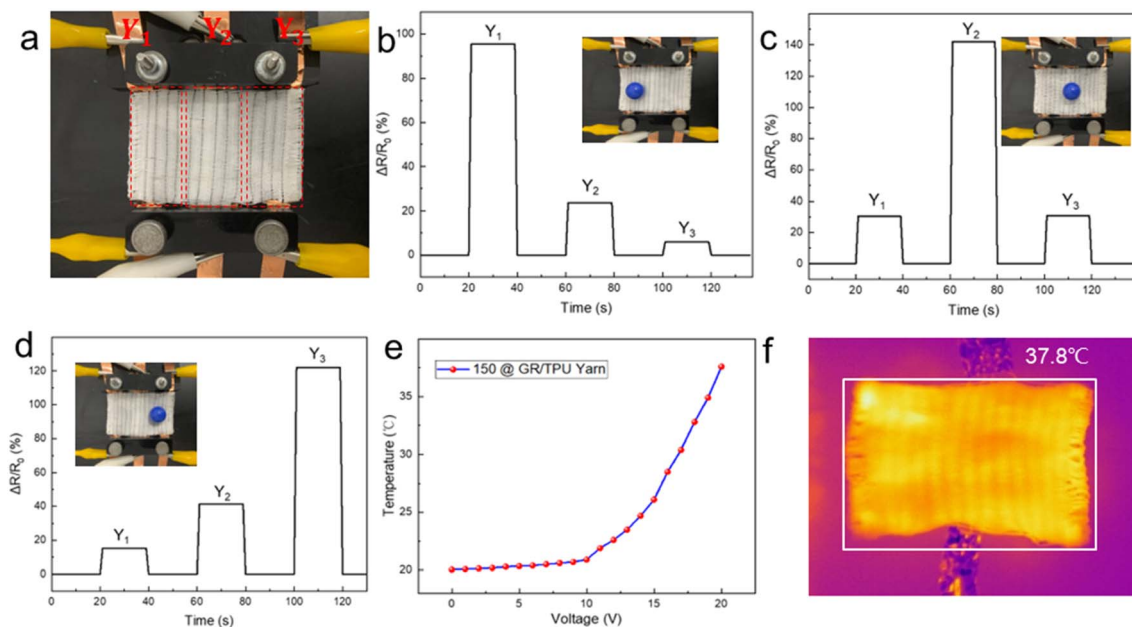 a
Y₁ Y₂ Y₃
b
ΔR/R₀ (%)
100
80
60
40
20
0
Y₁
Y₂
Y₃
0 20 40 60 80 100 120
Time (s)
c
ΔR/R₀ (%)
140
120
100
80
60
40
20
0
Y₂
Y₁
Y₃
0 20 40 60 80 100 120
Time (s)
d
ΔR/R₀ (%)
120
100
80
60
40
20
0
Y₃
Y₂
Y₁
0 20 40 60 80 100 120
Time (s)
e
150 @ GR/TPU Yarn
Temperature (℃)
35
30
25
20
0 5 10 15 20
Voltage (V)
f
37.8℃